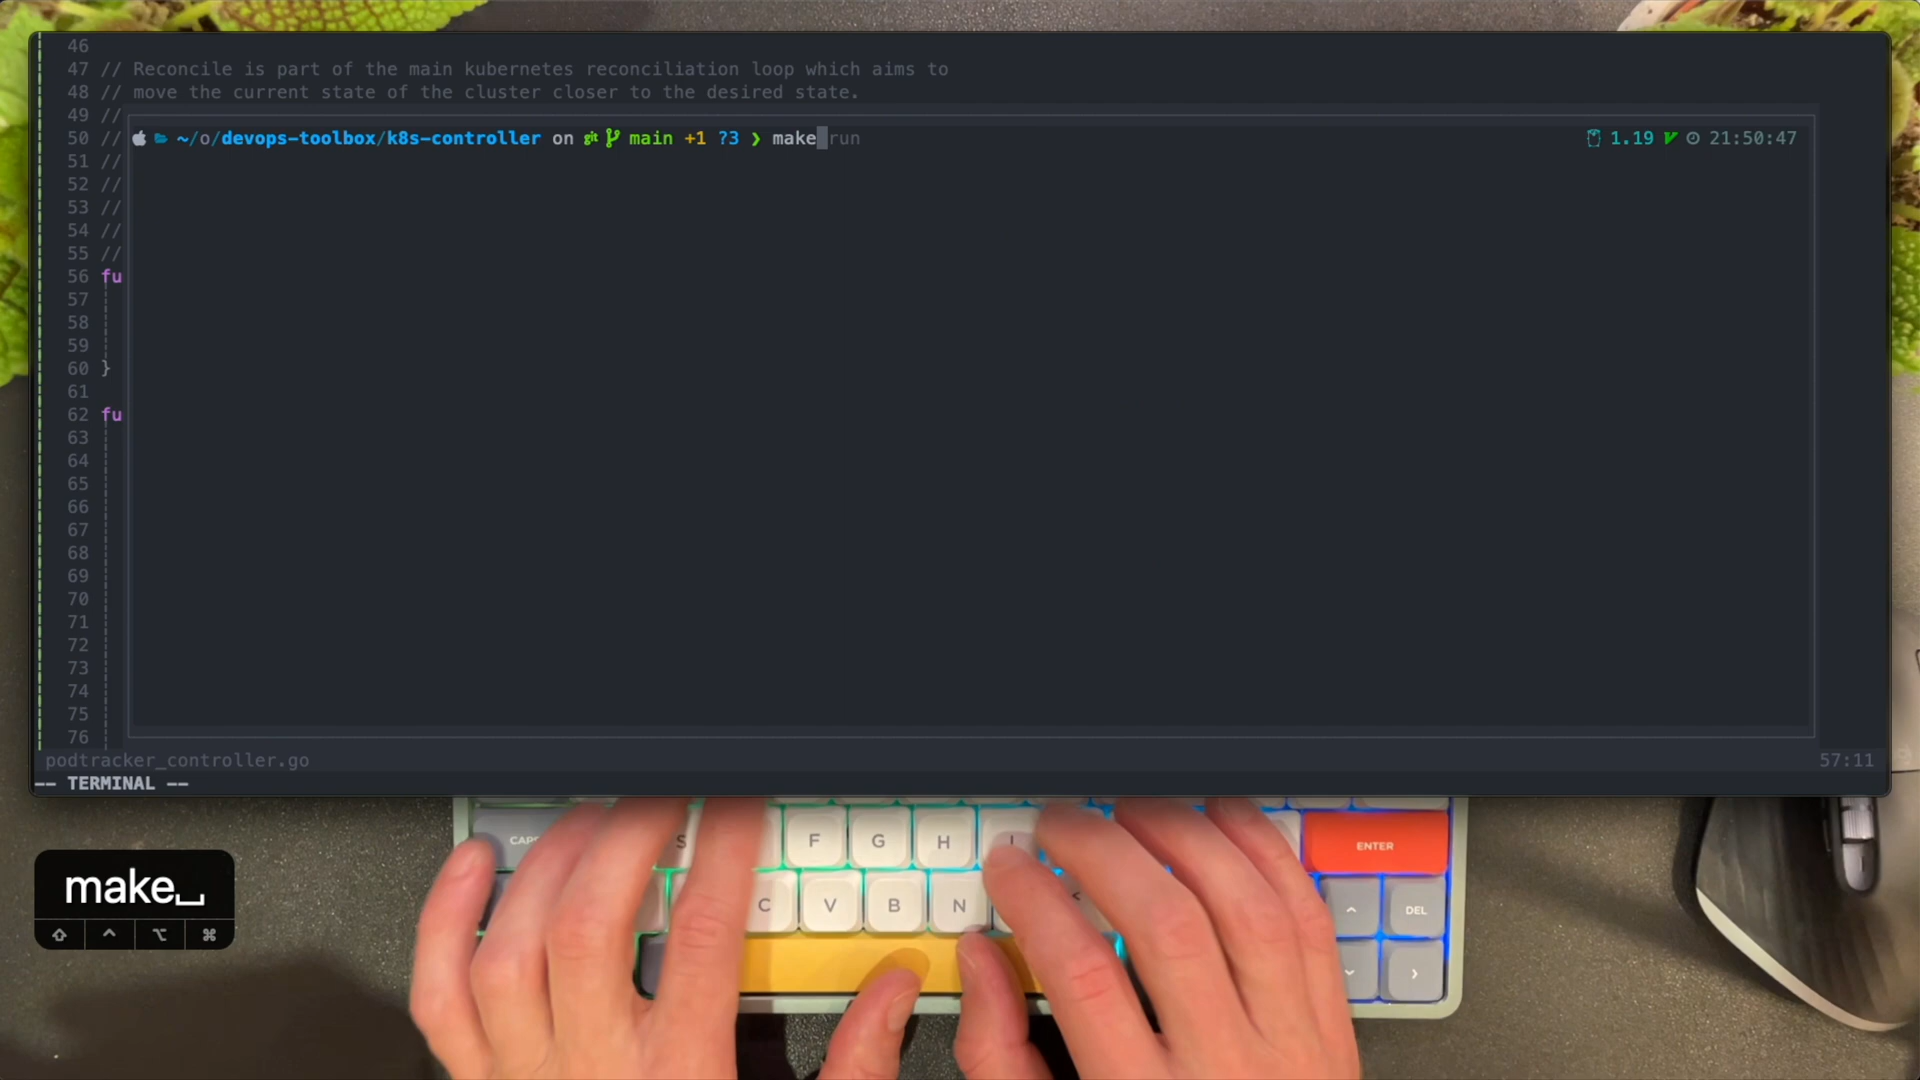 46
47 // Reconcile is part of the main kubernetes reconciliation loop which aims to
48 // move the current state of the cluster closer to the desired state.
49 //
50 // ~/o/devops-toolbox/k8s-controller on git main +1 ?3 ❯ make run 1.19 21:50:47
51 //
52 //
53 //
54 //
55 //
56 fu
57
58
59
60 }
61
62 fu
63
64
65
66
67
68
69
70
71
72
73
74
75
76
podtracker_controller.go 57:11
-- TERMINAL --
CAPS S F G H J ENTER
C V B N < ^ DEL
make␣
⇧ ^ ⌥ ⌘